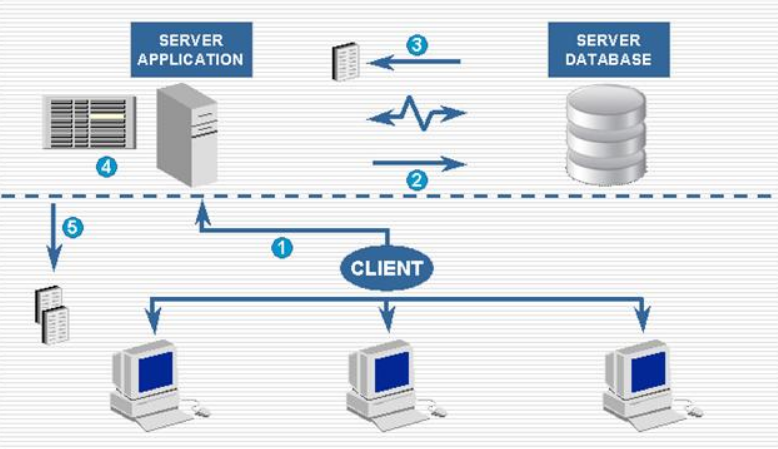 SERVER
APPLICATION
3
SERVER
DATABASE
4
2
5
1
CLIENT